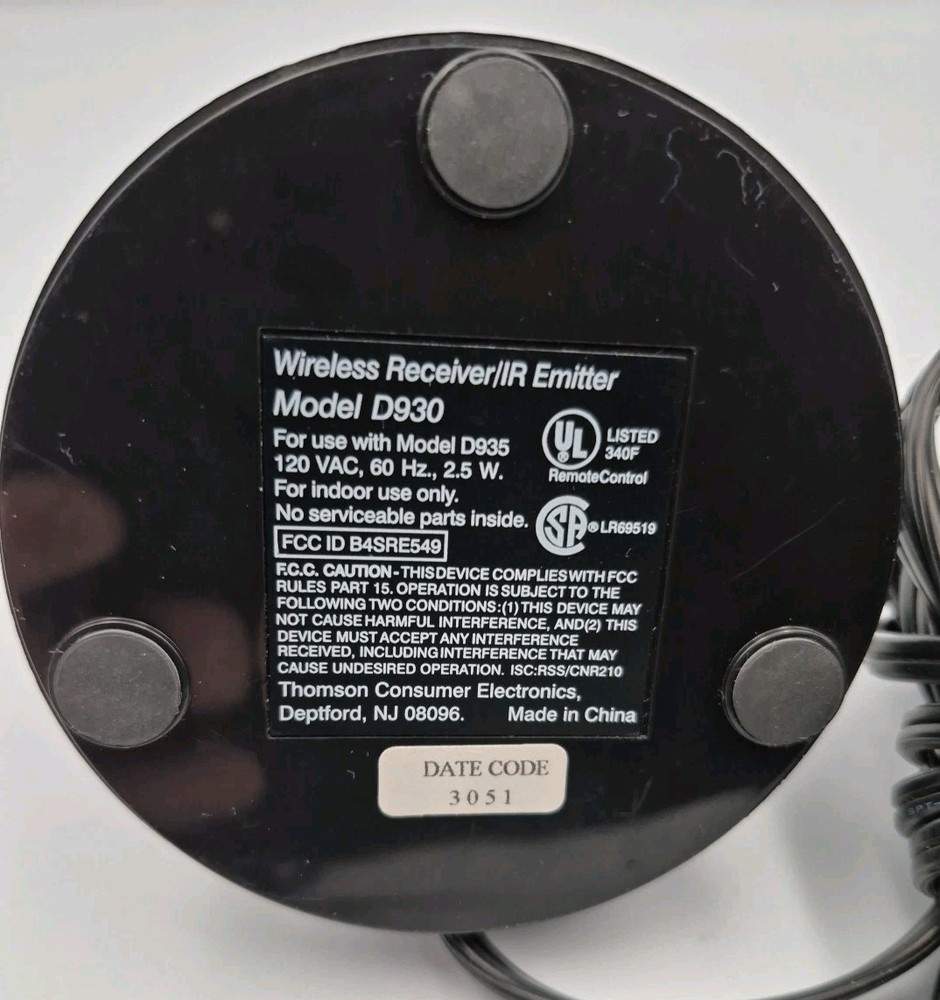 Wireless Receiver/IR Emitter
Model D930
For use with Model D935
120 VAC, 60 Hz., 2.5 W.
For indoor use only.
No serviceable parts inside.
UL ® LISTED
340F
RemoteControl
SA ® LR69519
FCC ID B4SRE549
F.C.C. CAUTION - THIS DEVICE COMPLIES WITH FCC
RULES PART 15. OPERATION IS SUBJECT TO THE
FOLLOWING TWO CONDITIONS:(1) THIS DEVICE MAY
NOT CAUSE HARMFUL INTERFERENCE, AND(2) THIS
DEVICE MUST ACCEPT ANY INTERFERENCE
RECEIVED, INCLUDING INTERFERENCE THAT MAY
CAUSE UNDESIRED OPERATION. ISC:RSS/CNR210
Thomson Consumer Electronics,
Deptford, NJ 08096. Made in China
DATE CODE
3051